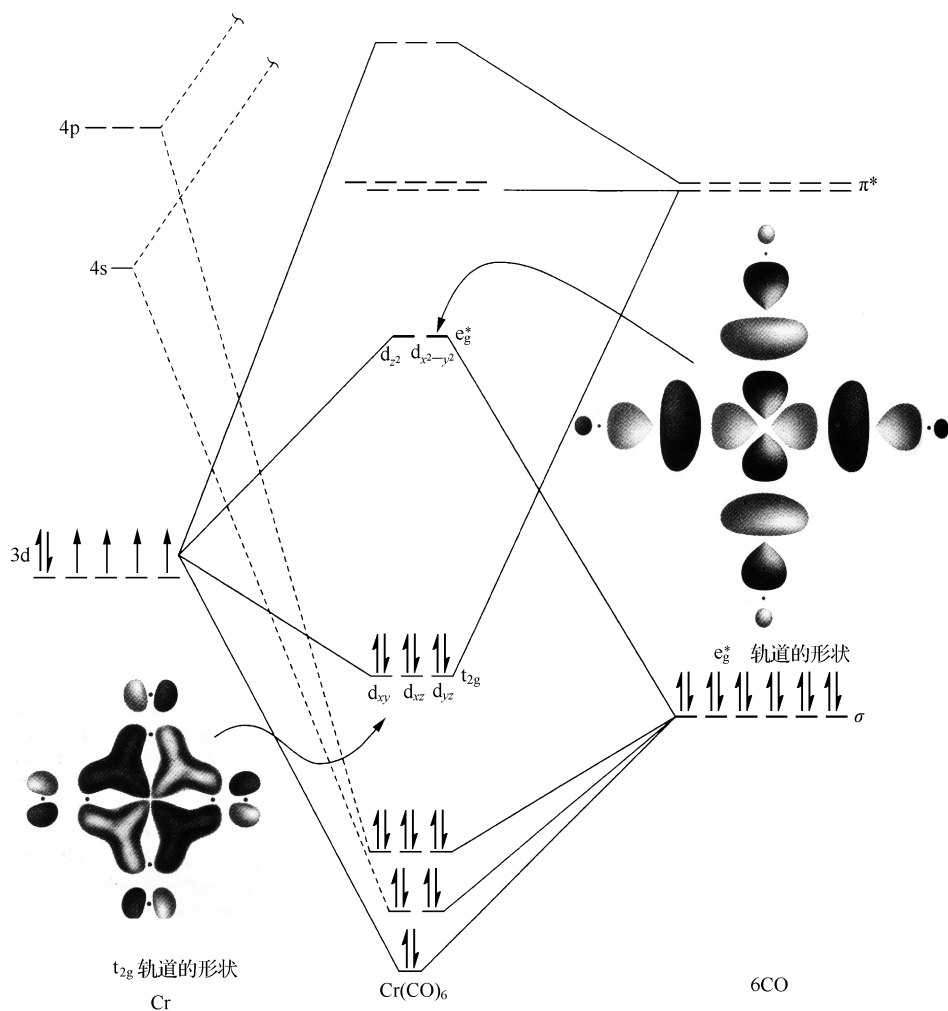 4p
π*
4s
e*g
dz² dx²—y²
3d
e*g 轨道的形状
t2g
dxy dxz dyz
σ
t2g 轨道的形状
Cr
Cr(CO)6
6CO